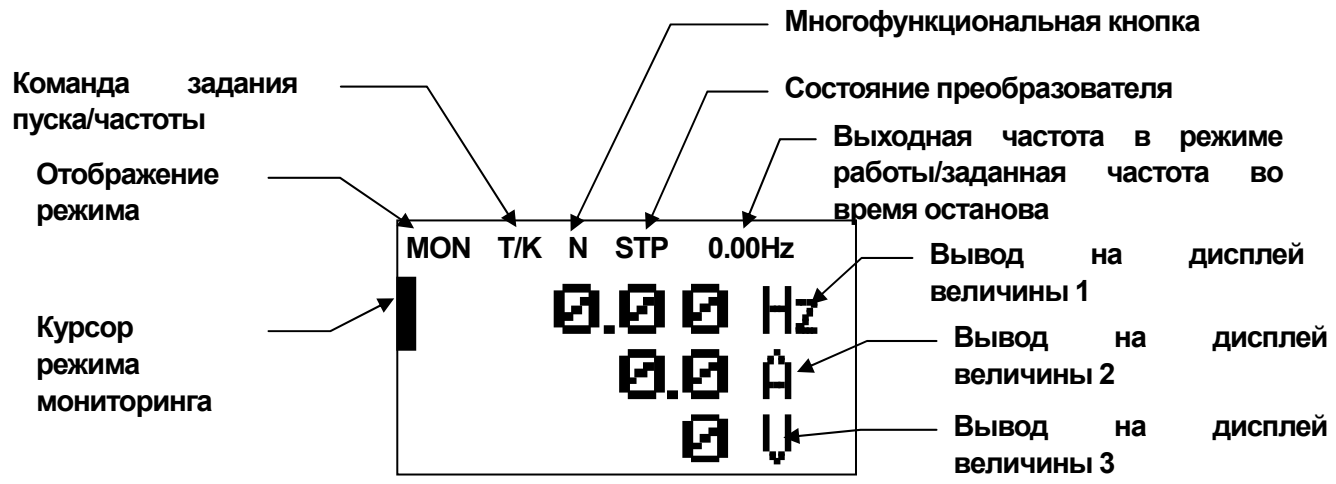 Многофункциональная кнопка
Команда задания
пуска/частоты
Состояние преобразователя
Выходная частота в режиме
работы/заданная частота во
время останова
Отображение
режима
MON T/K N STP 0.00Hz
Вывод на дисплей
величины 1
0.00 Hz
Курсор
режима
мониторинга
Вывод на дисплей
величины 2
0.0 A
Вывод на дисплей
величины 3
0 V